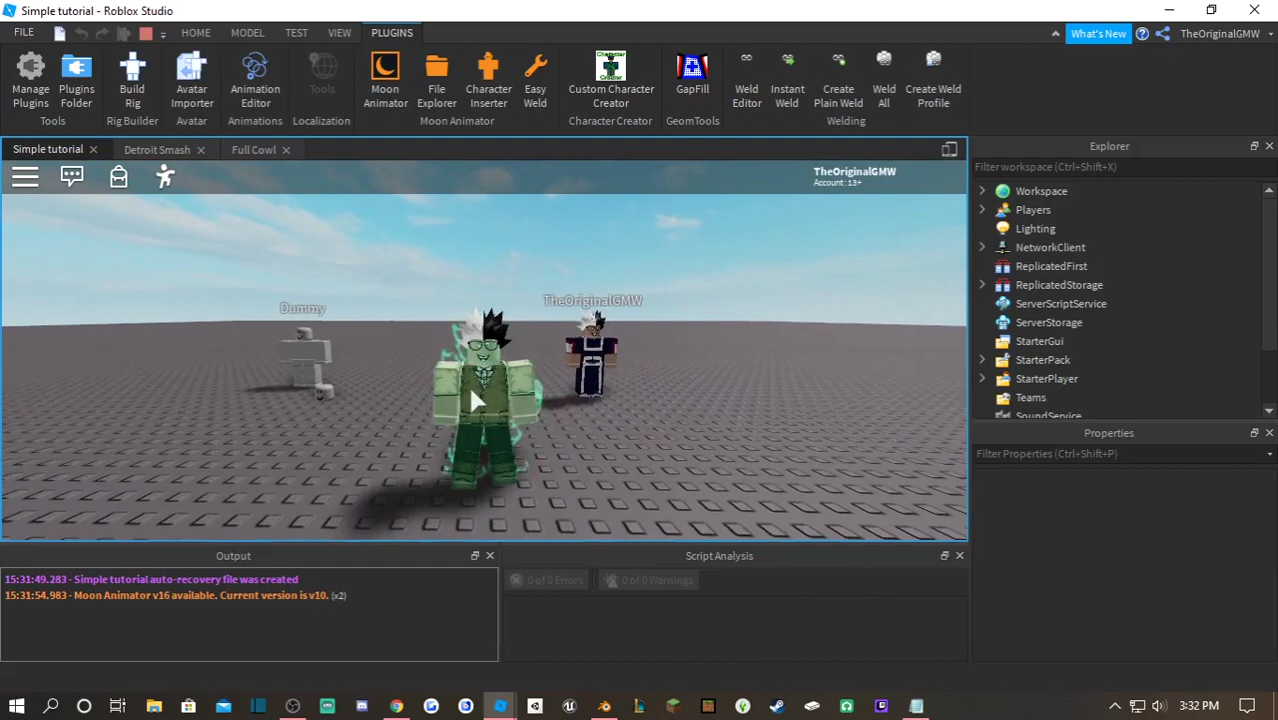 Simple tutorial - Roblox Studio
FILE HOME MODEL TEST VIEW PLUGINS What's New TheOriginalGMW
Manage Plugins
Plugins Folder
Build Rig
Avatar Importer
Animation Editor
Tools
Moon Animator
File Explorer
Character Inserter
Easy Weld
Custom Character Creator
GapFill
Weld Editor
Instant Weld
Create Plain Weld
Weld All
Create Weld Profile
Tools Rig Builder Avatar Animations Localization Moon Animator Character Creator GeomTools Welding
Simple tutorial Detroit Smash Full Cowl
TheOriginalGMW
Account: 13+
TheOriginalGMW
Dummy
Explorer
Filter workspace (Ctrl+Shift+X)
Workspace
Players
Lighting
NetworkClient
ReplicatedFirst
ReplicatedStorage
ServerScriptService
ServerStorage
StarterGui
StarterPack
StarterPlayer
Teams
SoundService
Properties
Filter Properties (Ctrl+Shift+P)
Output
15:31:49.283 - Simple tutorial auto-recovery file was created
15:31:54.983 - Moon Animator v16 available. Current version is v10. (x2)
Script Analysis
0 of 0 Errors 0 of 0 Warnings
3:32 PM